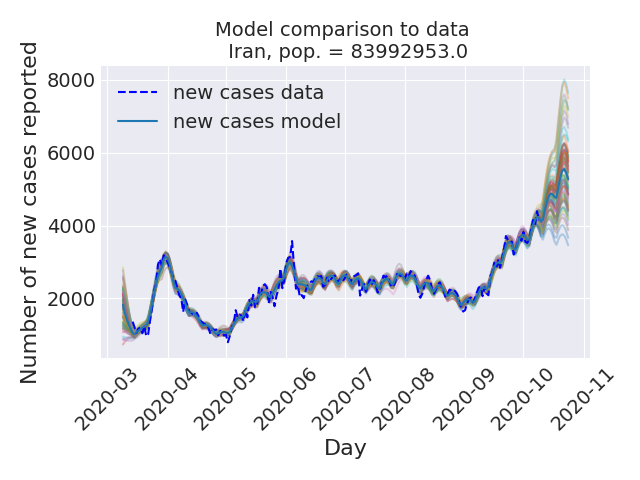 Model comparison to data
Iran, pop. = 83992953.0
new cases data
new cases model
Number of new cases reported
8000
6000
4000
2000
2020-03
2020-04
2020-05
2020-06
2020-07
2020-08
2020-09
2020-10
2020-11
Day